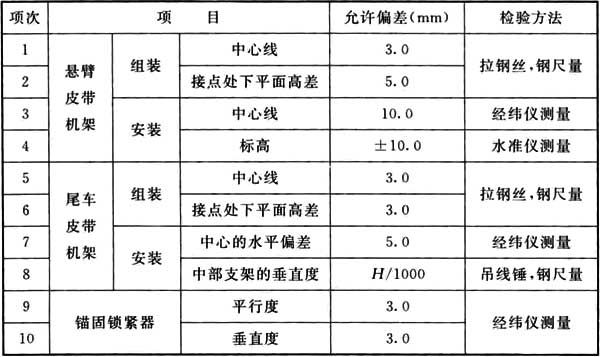 项次 项 目 允许偏差(mm) 检验方法
1 悬臂皮带机架 组装 中心线 3.0 拉钢丝,钢尺量
2 接点处下平面高差 5.0
3 安装 中心线 10.0 经纬仪测量
4 标高 ±10.0 水准仪测量
5 尾车皮带机架 组装 中心线 3.0 拉钢丝,钢尺量
6 接点处下平面高差 3.0
7 安装 中心的水平偏差 5.0 经纬仪测量
8 中部支架的垂直度 H/1000 吊线锤,钢尺量
9 锚固锁紧器 平行度 3.0 经纬仪测量
10 垂直度 3.0